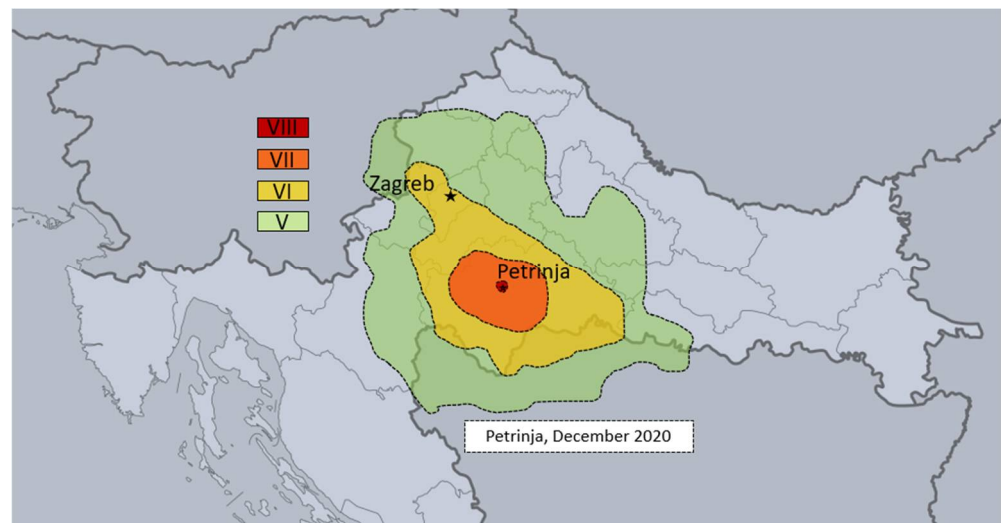 VIII
VII
VI
V
Zagreb
Petrinja
Petrinja, December 2020